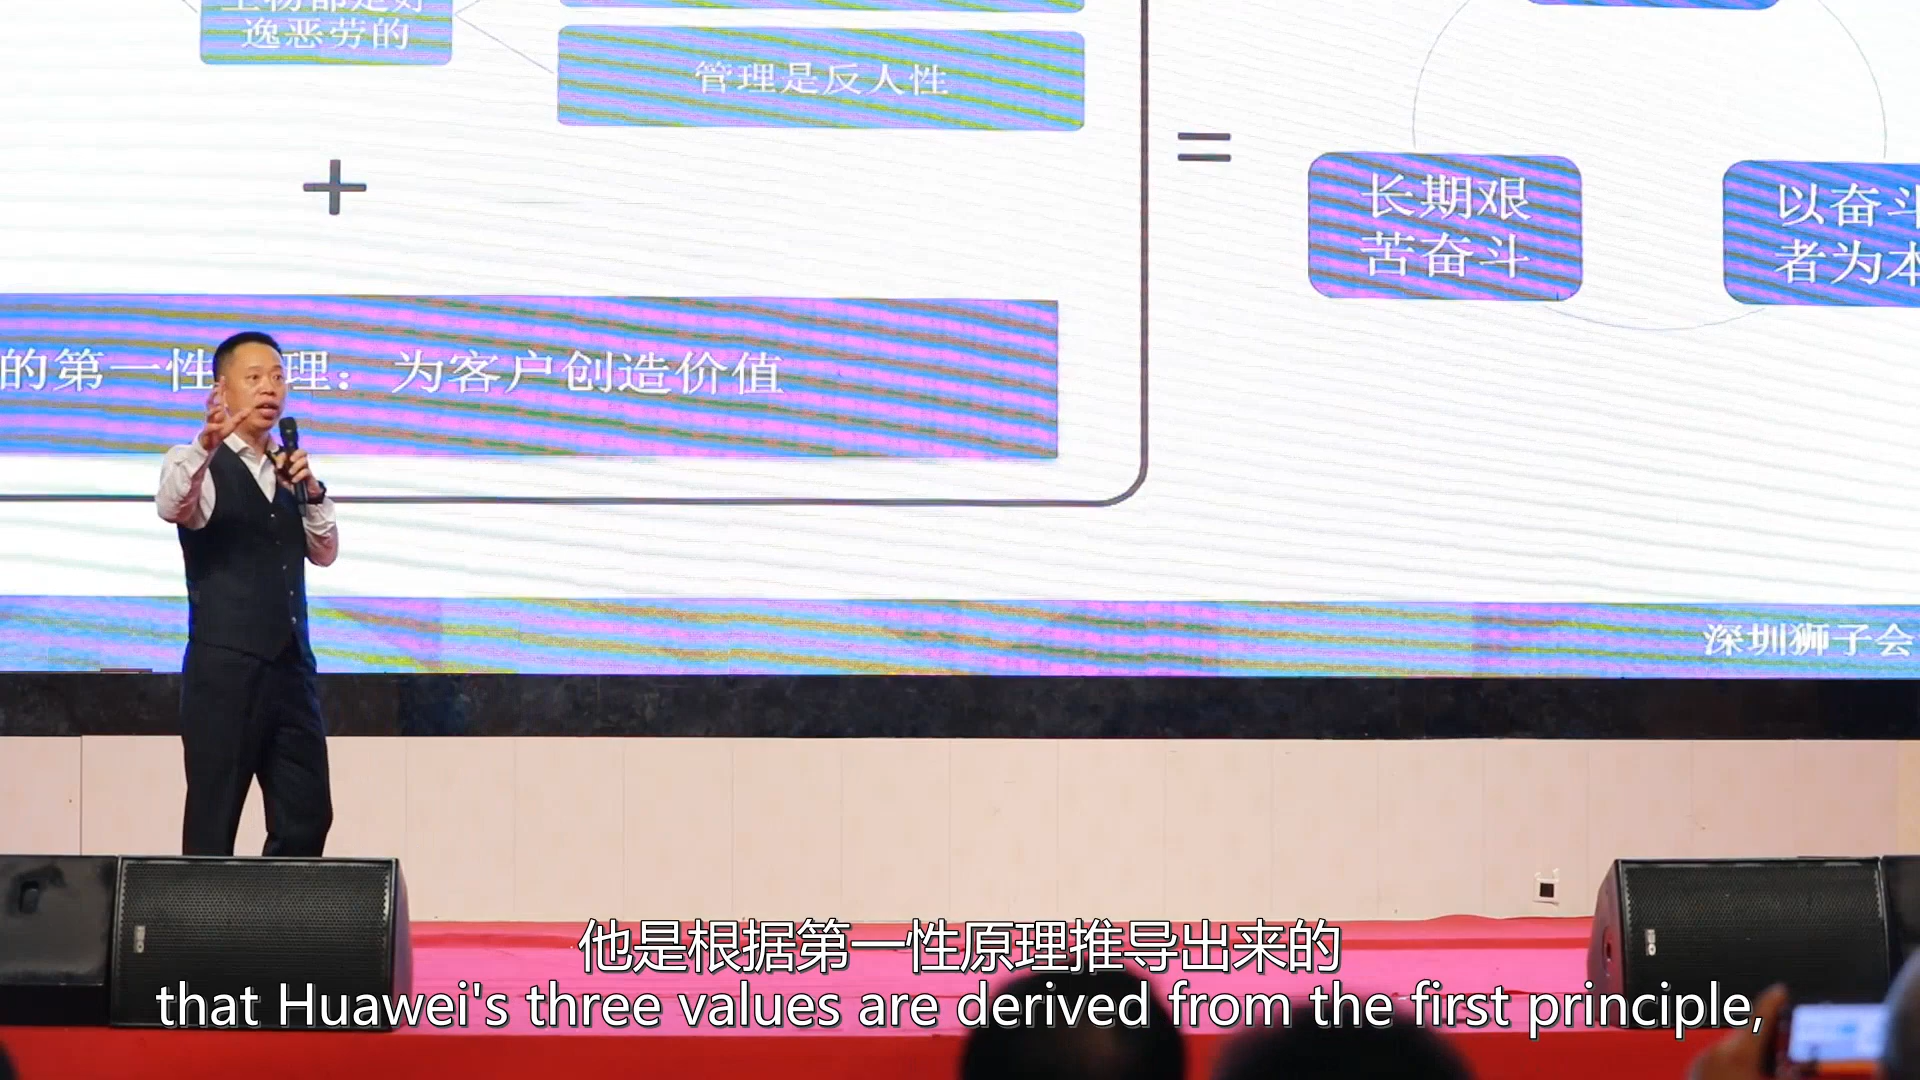 逸恶劳的
管理是反人性
+
=
长期艰
苦奋斗
以奋斗
者为本
的第一性 理：为客户创造价值
深圳狮子会
他是根据第一性原理推导出来的
that Huawei's three values are derived from the first principle,